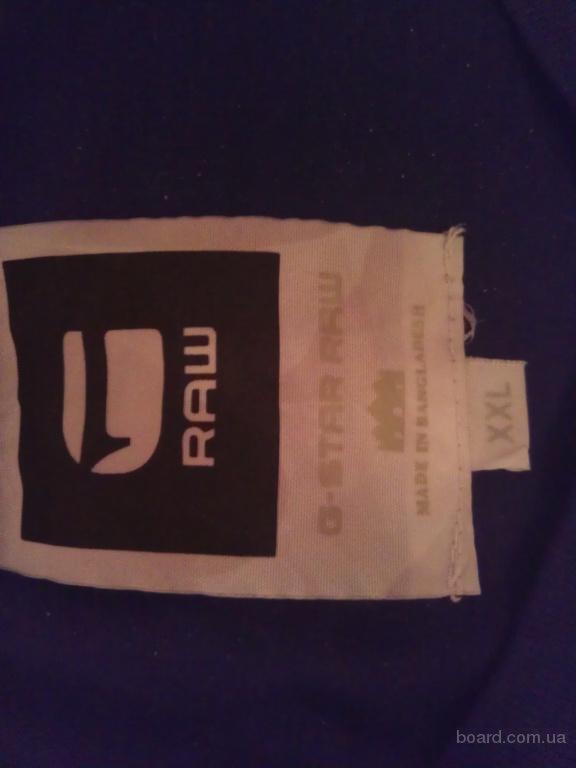 RAW
G-STAR RAW
MADE IN BANGLADESH
XXL
board.com.ua